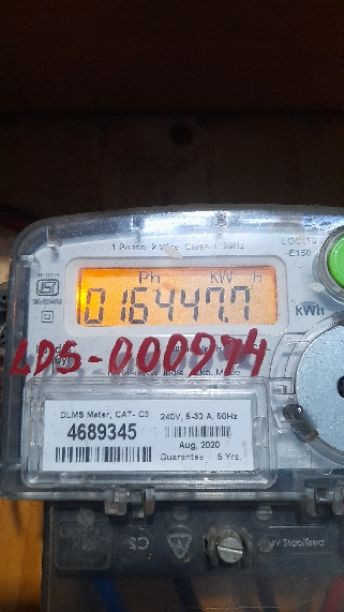 1 Phase 2 Wire Class 1 50Hz
Ph KW h
016447.7
kWh
LDS-000974
DLMS Meter, CAT- C3
240V, 5-30 A, 50Hz
4689345
Aug, 2020
Guarantee : 5 Yrs.
C3